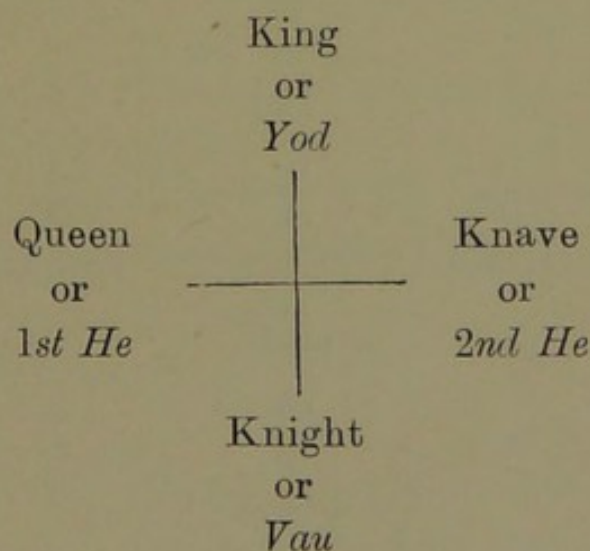 King
or
Yod
Queen
or
1st He
Knave
or
2nd He
Knight
or
Vau